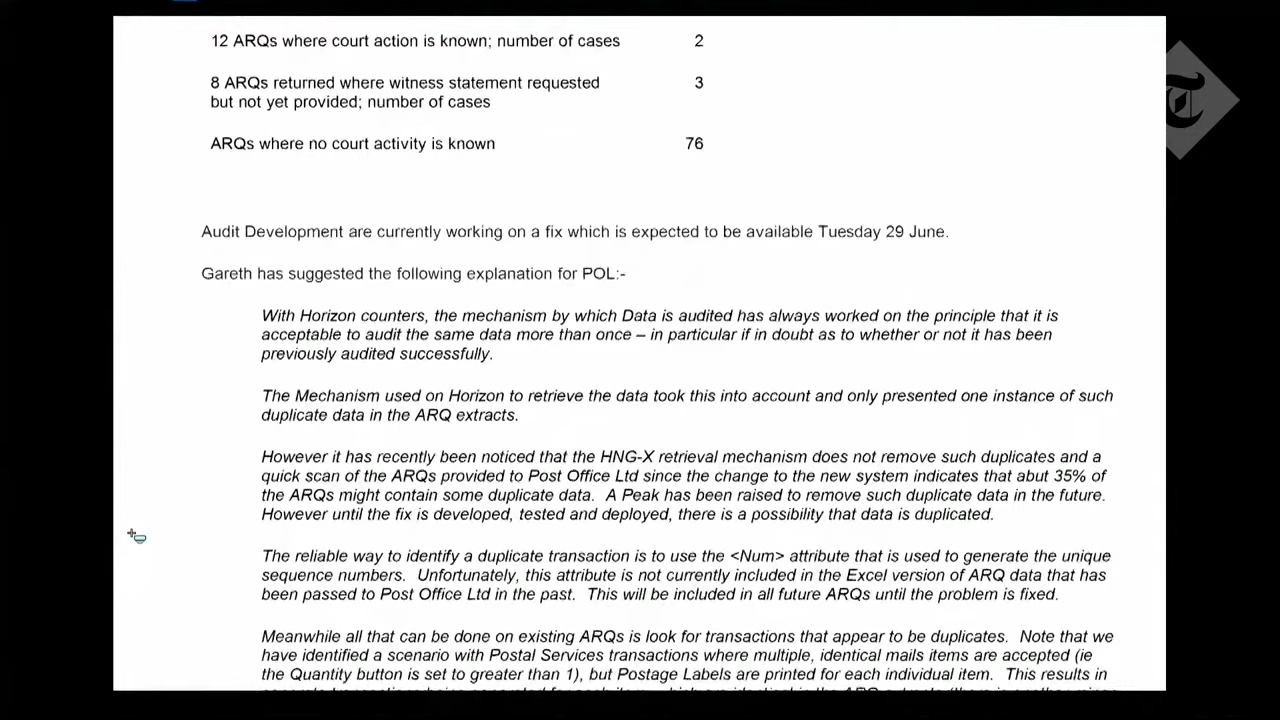 12 ARQs where court action is known; number of cases 2
8 ARQs returned where witness statement requested 3
but not yet provided; number of cases
ARQs where no court activity is known 76
Audit Development are currently working on a fix which is expected to be available Tuesday 29 June.
Gareth has suggested the following explanation for POL:-
With Horizon counters, the mechanism by which Data is audited has always worked on the principle that it is
acceptable to audit the same data more than once – in particular if in doubt as to whether or not it has been
previously audited successfully.
The Mechanism used on Horizon to retrieve the data took this into account and only presented one instance of such
duplicate data in the ARQ extracts.
However it has recently been noticed that the HNG-X retrieval mechanism does not remove such duplicates and a
quick scan of the ARQs provided to Post Office Ltd since the change to the new system indicates that abut 35% of
the ARQs might contain some duplicate data. A Peak has been raised to remove such duplicate data in the future.
However until the fix is developed, tested and deployed, there is a possibility that data is duplicated.
The reliable way to identify a duplicate transaction is to use the <Num> attribute that is used to generate the unique
sequence numbers. Unfortunately, this attribute is not currently included in the Excel version of ARQ data that has
been passed to Post Office Ltd in the past. This will be included in all future ARQs until the problem is fixed.
Meanwhile all that can be done on existing ARQs is look for transactions that appear to be duplicates. Note that we
have identified a scenario with Postal Services transactions where multiple, identical mails items are accepted (ie
the Quantity button is set to greater than 1), but Postage Labels are printed for each individual item. This results in